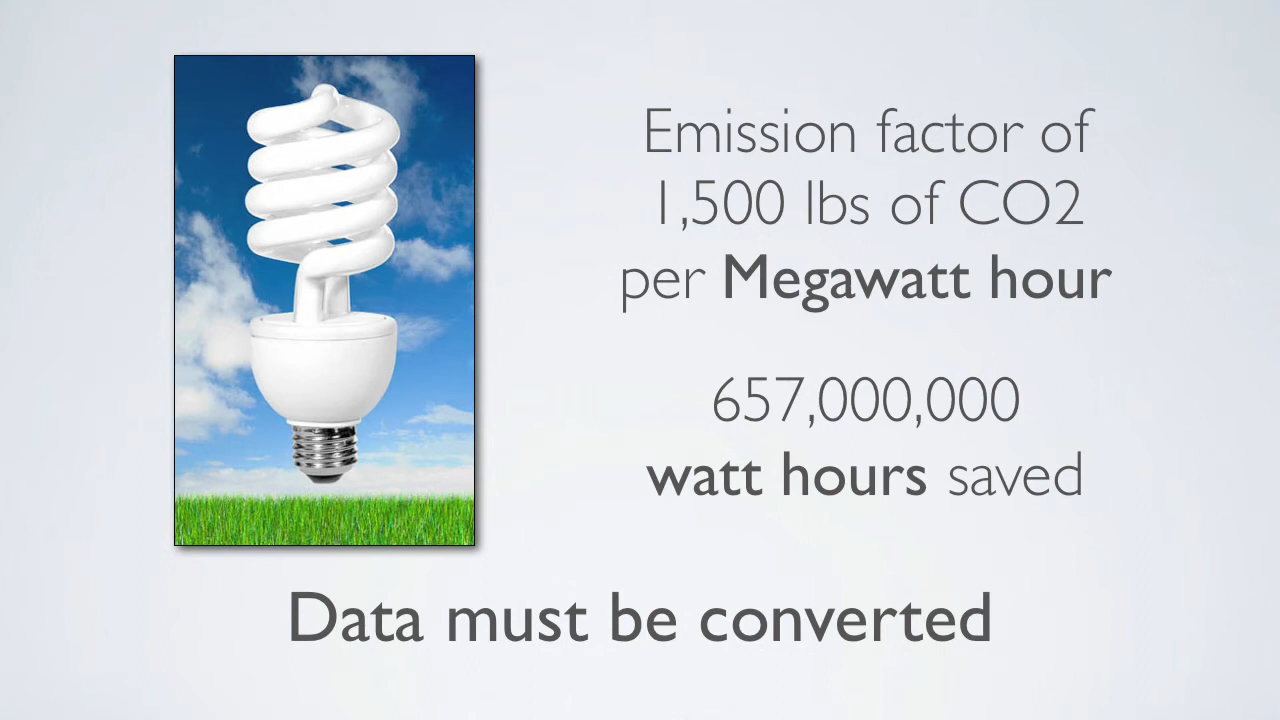 Emission factor of
1,500 lbs of CO2
per Megawatt hour
657,000,000
watt hours saved
Data must be converted